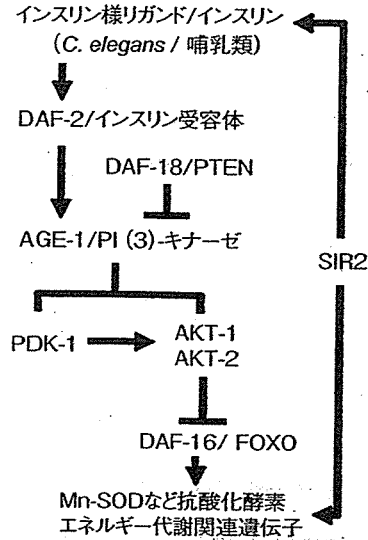 インスリン様リガンド/インスリン
(C. elegans / 哺乳類)
DAF-2/インスリン受容体
DAF-18/PTEN
AGE-1/PI (3)-キナーゼ
SIR2
PDK-1
AKT-1
AKT-2
DAF-16/ FOXO
Mn-SODなど抗酸化酵素
エネルギー代謝関連遺伝子